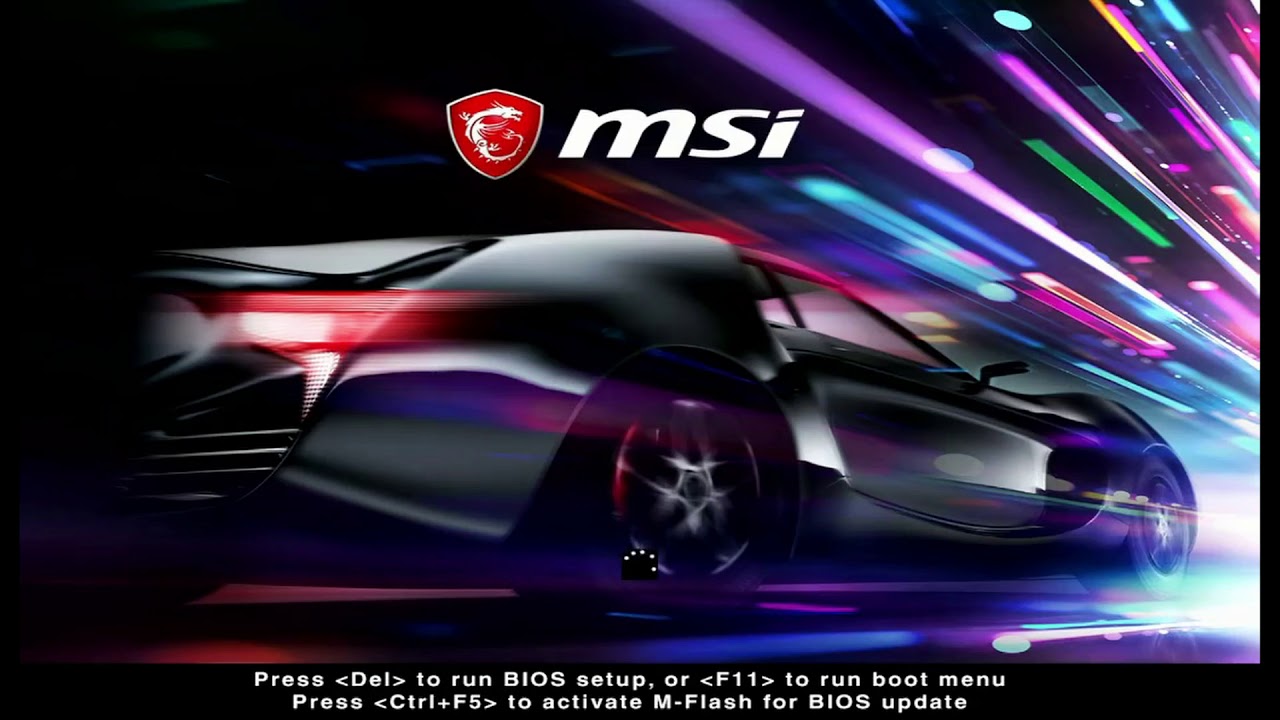 msi
Press <Del> to run BIOS setup, or <F11> to run boot menu
Press <Ctrl+F5> to activate M-Flash for BIOS update